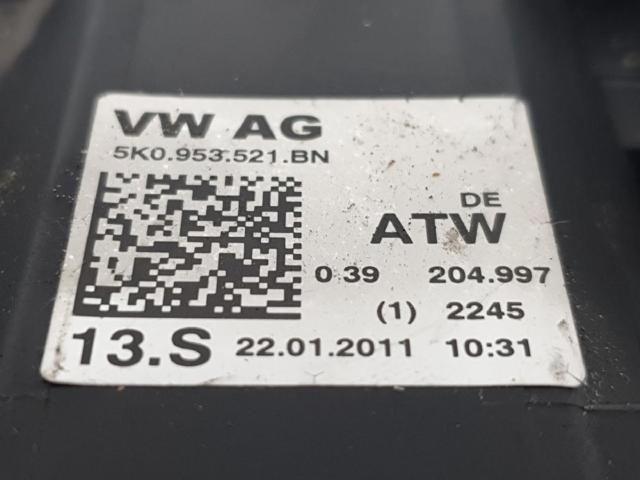 VW AG
5K0.953.521.BN
DE
ATW
0 39 204.997
(1) 2245
13.S 22.01.2011 10:31